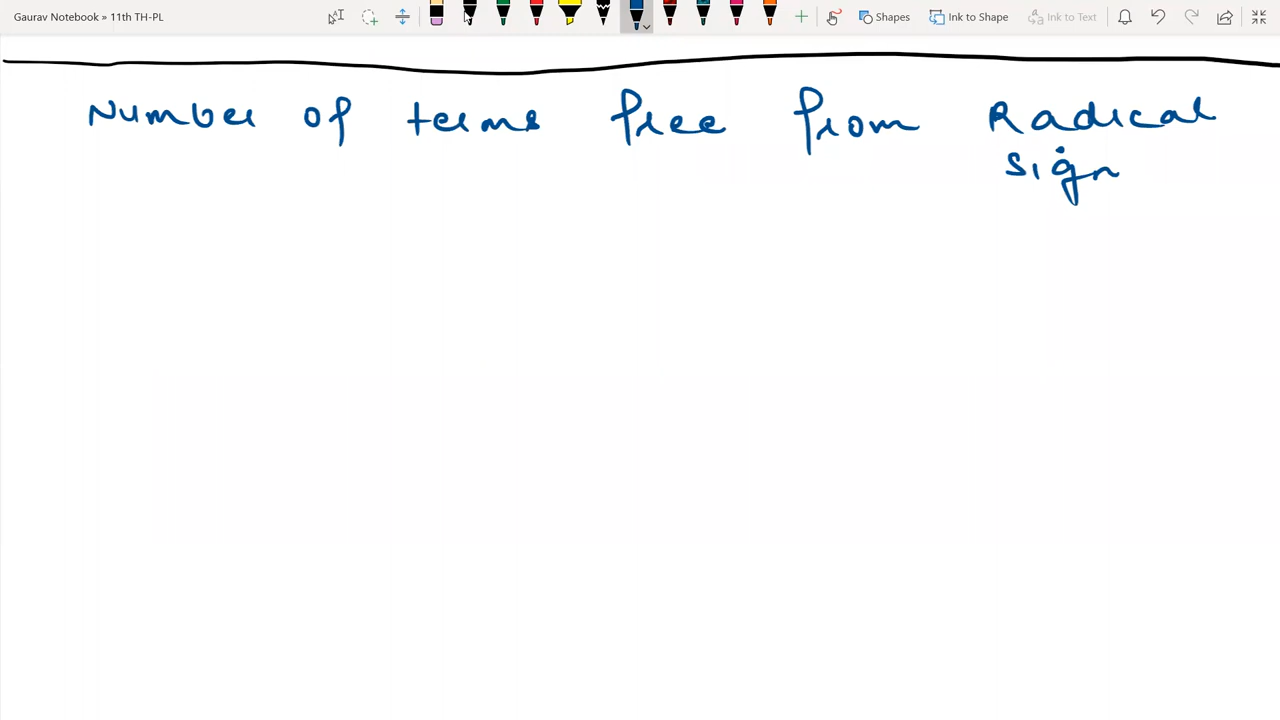 Gaurav Notebook » 11th TH-PL
Shapes
Ink to Shape
Ink to Text
Number of terms free from Radical
sign